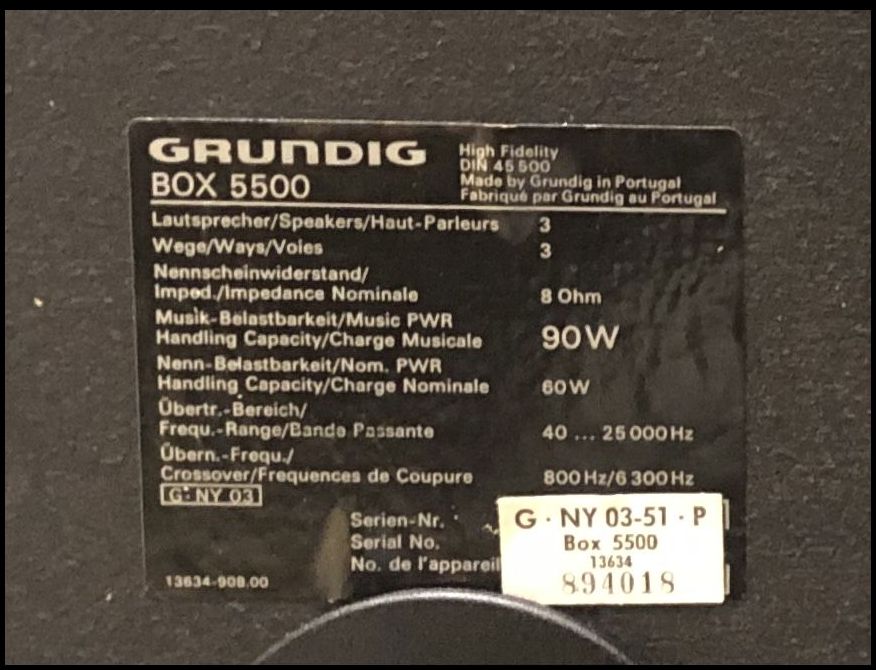 GRUNDIG
BOX 5500
High Fidelity
DIN 45 500
Made by Grundig in Portugal
Fabriqué par Grundig au Portugal
Lautsprecher/Speakers/Haut-Parleurs 3
Wege/Ways/Voies 3
Nennscheinwiderstand/
Imped./Impedance Nominale 8 Ohm
Musik-Belastbarkeit/Music PWR
Handling Capacity/Charge Musicale 90W
Nenn-Belastbarkeit/Nom. PWR
Handling Capacity/Charge Nominale 60W
Übertr.-Bereich/
Frequ.-Range/Bande Passante 40 ... 25 000 Hz
Übern.-Frequ./
Crossover/Frequences de Coupure 800 Hz/6 300 Hz
G·NY 03
Serien-Nr.
Serial No.
No. de l'appareil
G · NY 03-51 · P
Box 5500
13634
894018
13634-908.00